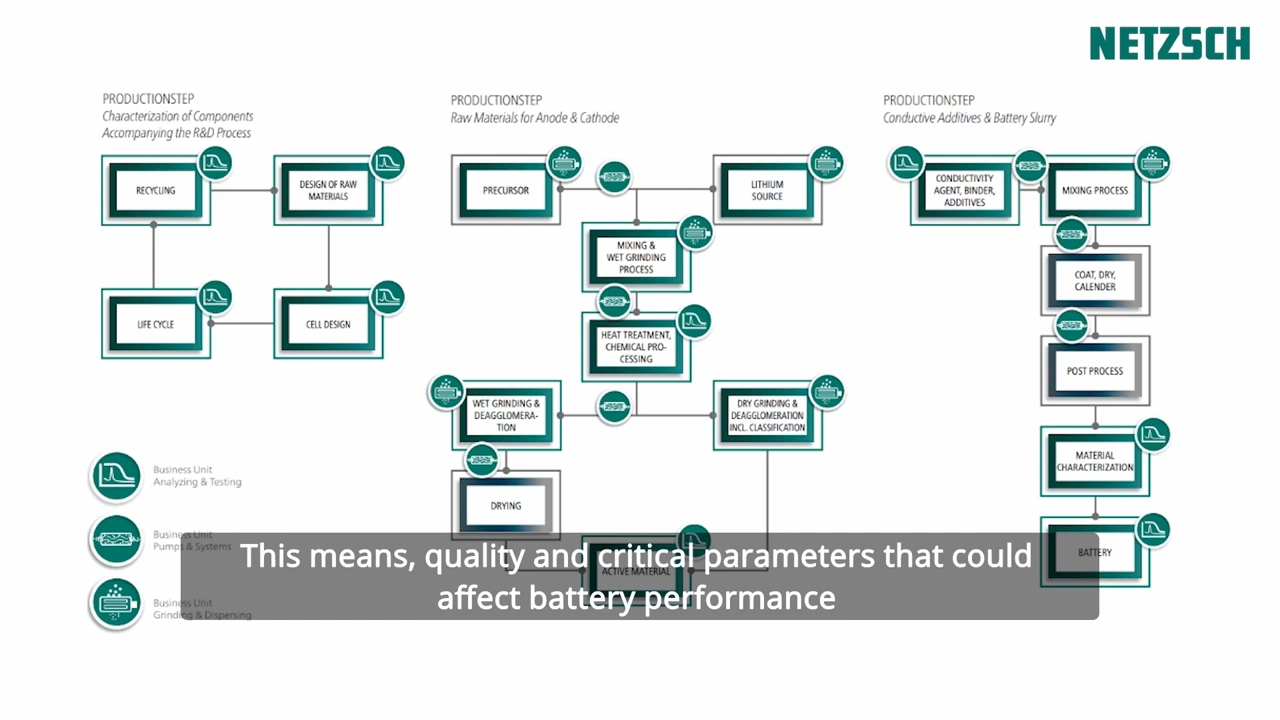 NETZSCH
PRODUCTIONSTEP
Characterization of Components
Accompanying the R&D Process
RECYCLING
DESIGN OF RAW
MATERIALS
LIFE CYCLE
CELL DESIGN
PRODUCTIONSTEP
Raw Materials for Anode & Cathode
PRECURSOR
LITHIUM
SOURCE
MIXING &
WET GRINDING
PROCESS
HEAT TREATMENT,
CHEMICAL PRO-
CESSING
WET GRINDING &
DEAGGLOMERA-
TION
DRY GRINDING &
DEAGGLOMERATION
INCL. CLASSIFICATION
DRYING
ACTIVE MATERIAL
PRODUCTIONSTEP
Conductive Additives & Battery Slurry
CONDUCTIVITY
AGENT, BINDER,
ADDITIVES
MIXING PROCESS
COAT, DRY,
CALENDER
POST PROCESS
MATERIAL
CHARACTERIZATION
BATTERY
Business Unit
Analyzing & Testing
Business Unit
Pumps & Systems
Business Unit
Grinding & Dispersing
This means, quality and critical parameters that could
affect battery performance